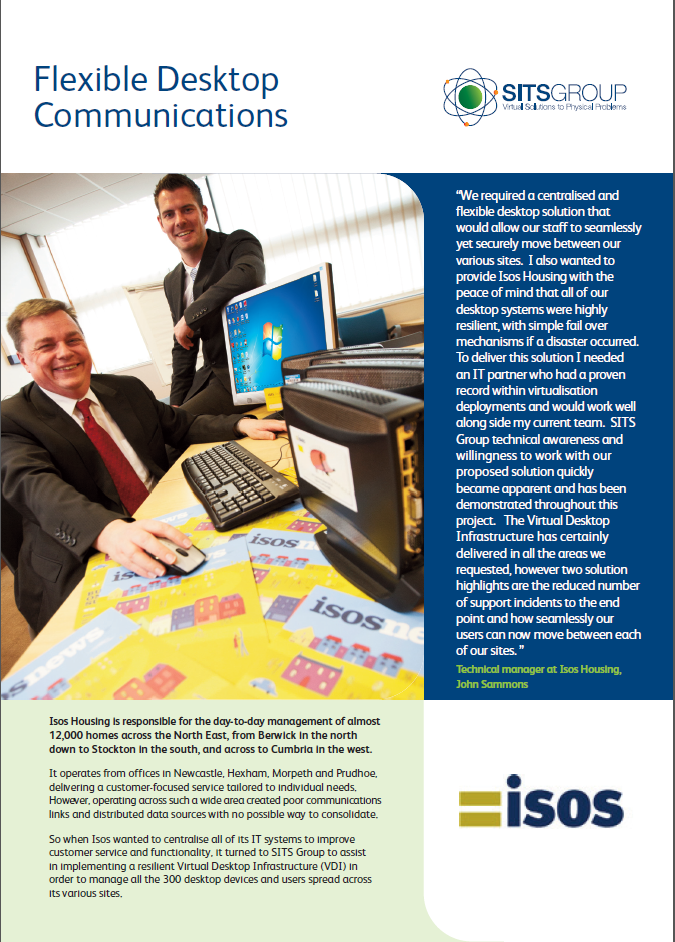 Flexible Desktop
Communications
SITSGROUP
Virtual Solutions to Physical Problems
“We required a centralised and
flexible desktop solution that
would allow our staff to seamlessly
yet securely move between our
various sites.  I also wanted to
provide Isos Housing with the
peace of mind that all of our
desktop systems were highly
resilient, with simple fail over
mechanisms if a disaster occurred.
To deliver this solution I needed
an IT partner who had a proven
record within virtualisation
deployments and would work well
along side my current team.  SITS
Group technical awareness and
willingness to work with our
proposed solution quickly
became apparent and has been
demonstrated throughout this
project.   The Virtual Desktop
Infrastructure has certainly
delivered in all the areas we
requested, however two solution
highlights are the reduced number
of support incidents to the end
point and how seamlessly our
users can now move between each
of our sites. ”
Technical manager at Isos Housing,
John Sammons
isosnews
news
Isos Housing is responsible for the day-to-day management of almost
12,000 homes across the North East, from Berwick in the north
down to Stockton in the south, and across to Cumbria in the west.
It operates from offices in Newcastle, Hexham, Morpeth and Prudhoe,
delivering a customer-focused service tailored to individual needs.
However, operating across such a wide area created poor communications
links and distributed data sources with no possible way to consolidate.
So when Isos wanted to centralise all of its IT systems to improve
customer service and functionality, it turned to SITS Group to assist
in implementing a resilient Virtual Desktop Infrastructure (VDI) in
order to manage all the 300 desktop devices and users spread across
its various sites.
isos